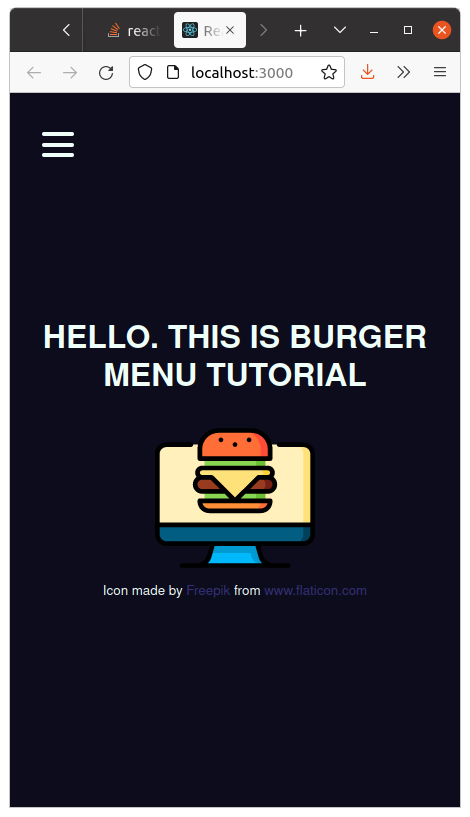 react
Re
localhost:3000
HELLO. THIS IS BURGER
MENU TUTORIAL
Icon made by Freepik from www.flaticon.com